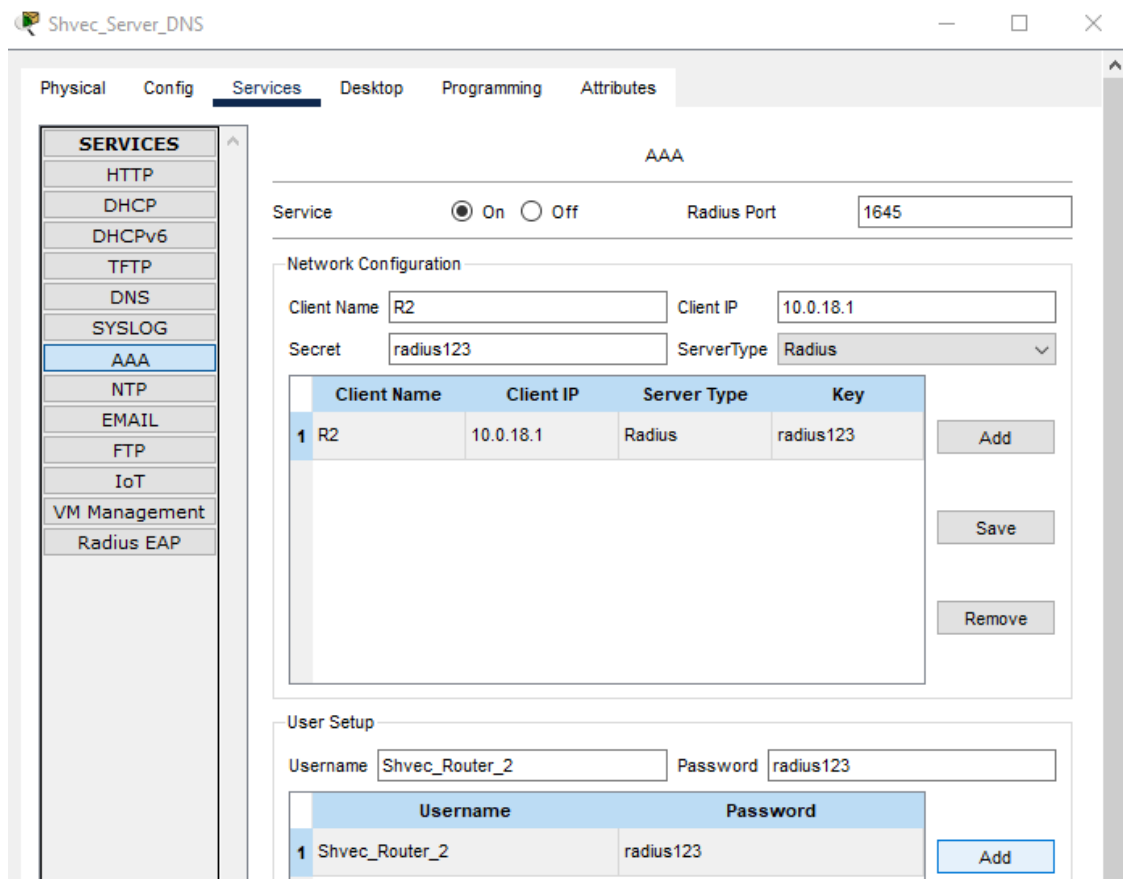 Shvec_Server_DNS
Physical Config Services Desktop Programming Attributes
SERVICES
HTTP
DHCP
DHCPv6
TFTP
DNS
SYSLOG
AAA
NTP
EMAIL
FTP
IoT
VM Management
Radius EAP
AAA
Service On Off Radius Port 1645
Network Configuration
Client Name R2 Client IP 10.0.18.1
Secret radius123 ServerType Radius
Client Name Client IP Server Type Key
1 R2 10.0.18.1 Radius radius123
Add
Save
Remove
User Setup
Username Shvec_Router_2 Password radius123
Username Password
1 Shvec_Router_2 radius123
Add